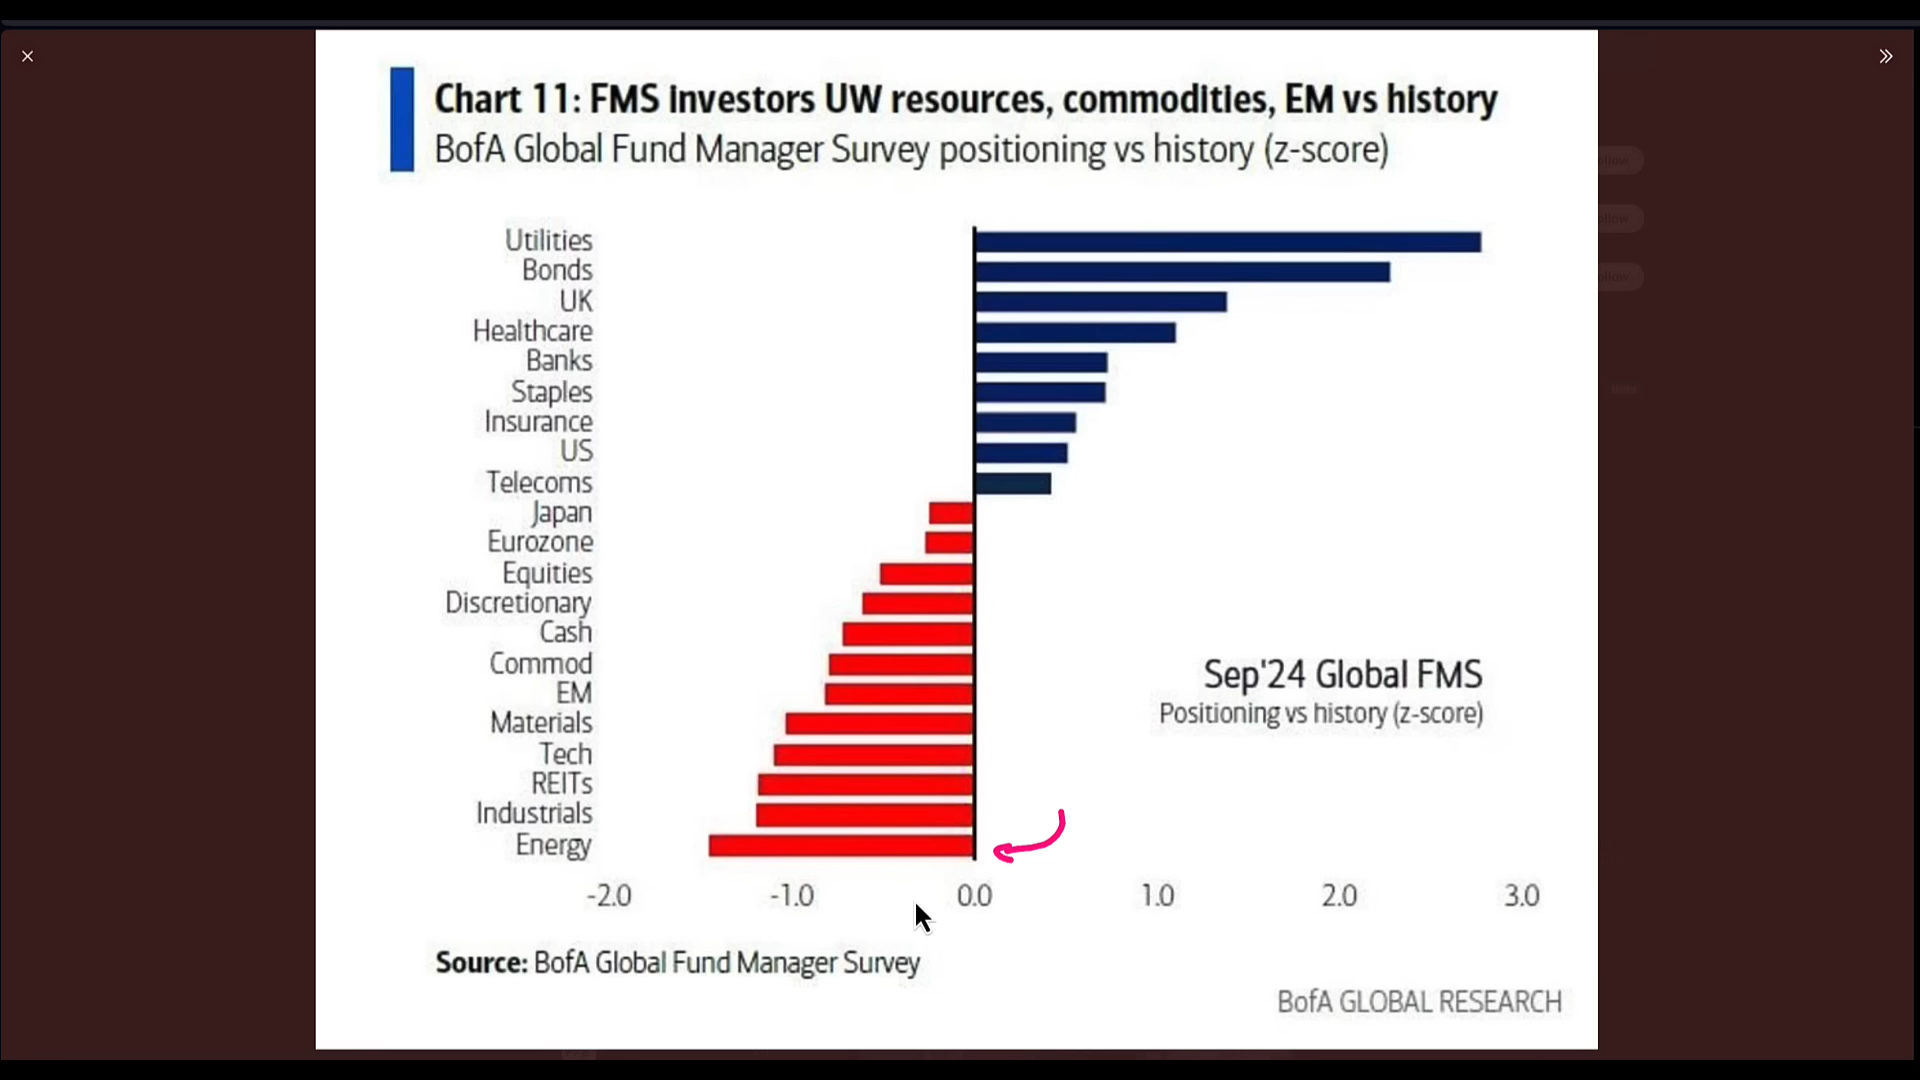 Chart 11: FMS investors UW resources, commodities, EM vs history
BofA Global Fund Manager Survey positioning vs history (z-score)
Utilities
Bonds
UK
Healthcare
Banks
Staples
Insurance
US
Telecoms
Japan
Eurozone
Equities
Discretionary
Cash
Commod
EM
Materials
Tech
REITs
Industrials
Energy
Sep'24 Global FMS
Positioning vs history (z-score)
-2.0 -1.0 0.0 1.0 2.0 3.0
Source: BofA Global Fund Manager Survey
BofA GLOBAL RESEARCH